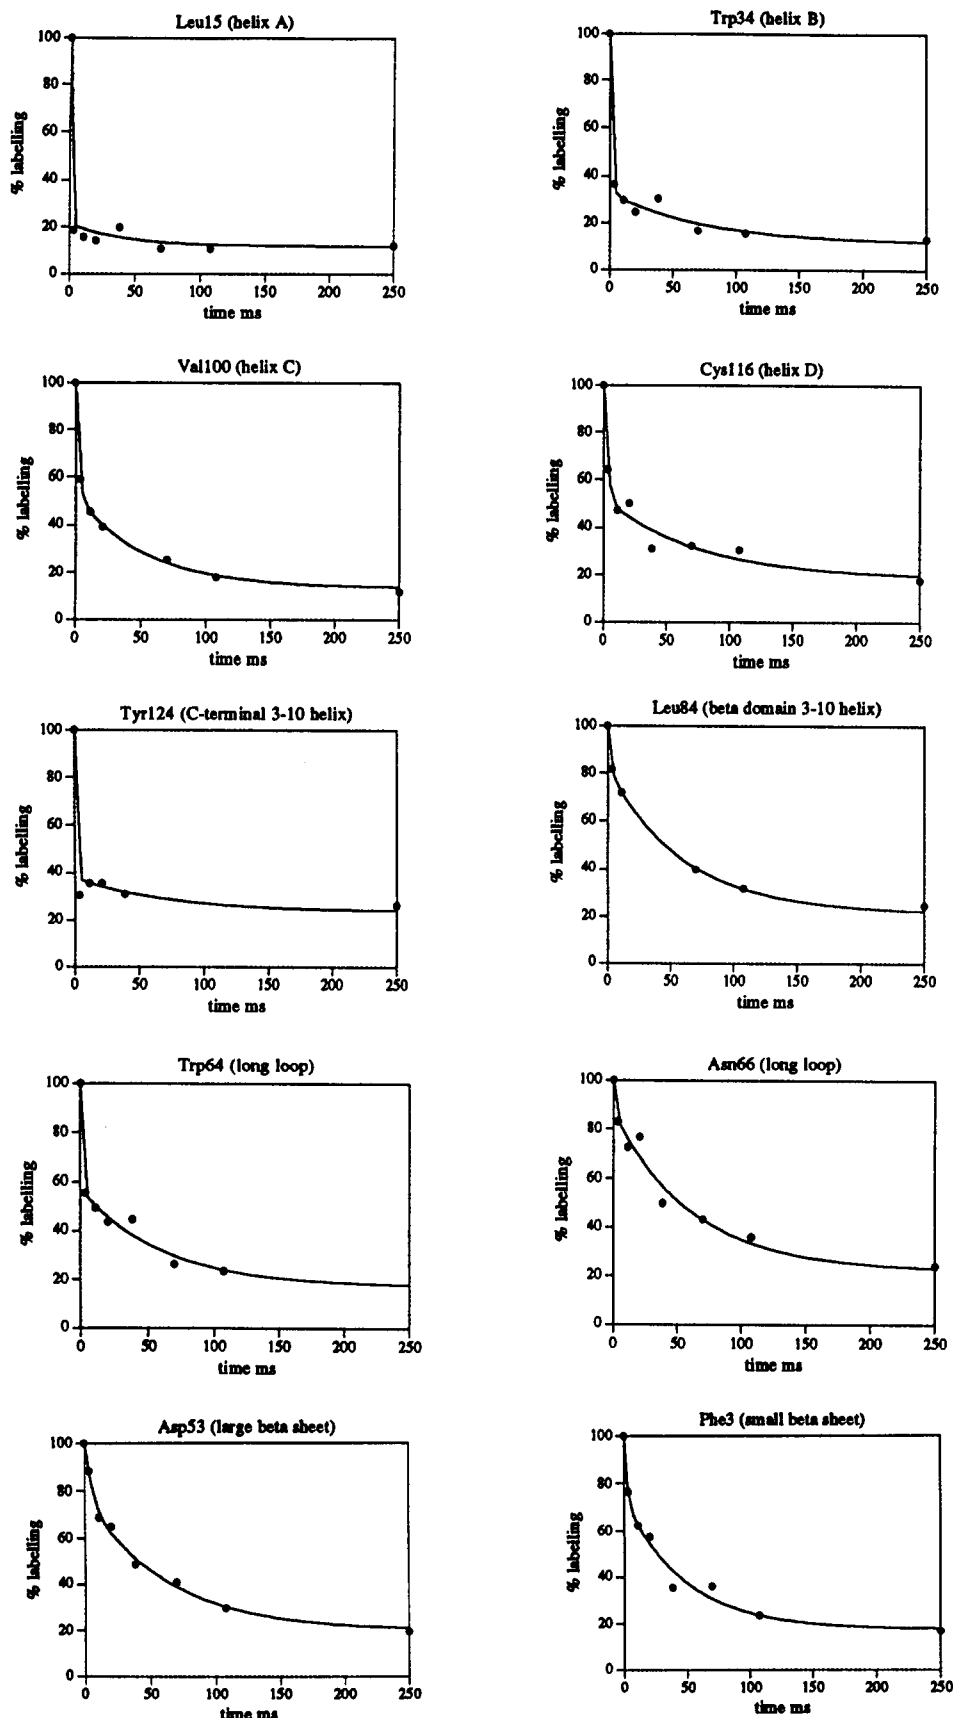 Leu15 (helix A)
100
80
60
40
20
0
% labelling
0 50 100 150 200 250
time ms
Trp34 (helix B)
100
80
60
40
20
0
% labelling
0 50 100 150 200 250
time ms
Val100 (helix C)
100
80
60
40
20
0
% labelling
0 50 100 150 200 250
time ms
Cys116 (helix D)
100
80
60
40
20
0
% labelling
0 50 100 150 200 250
time ms
Tyr124 (C-terminal 3-10 helix)
100
80
60
40
20
0
% labelling
0 50 100 150 200 250
time ms
Leu84 (beta domain 3-10 helix)
100
80
60
40
20
0
% labelling
0 50 100 150 200 250
time ms
Trp64 (long loop)
100
80
60
40
20
0
% labelling
0 50 100 150 200 250
time ms
Asn66 (long loop)
100
80
60
40
20
0
% labelling
0 50 100 150 200 250
time ms
Asp53 (large beta sheet)
100
80
60
40
20
0
% labelling
0 50 100 150 200 250
time ms
Phe3 (small beta sheet)
100
80
60
40
20
0
% labelling
0 50 100 150 200 250
time ms